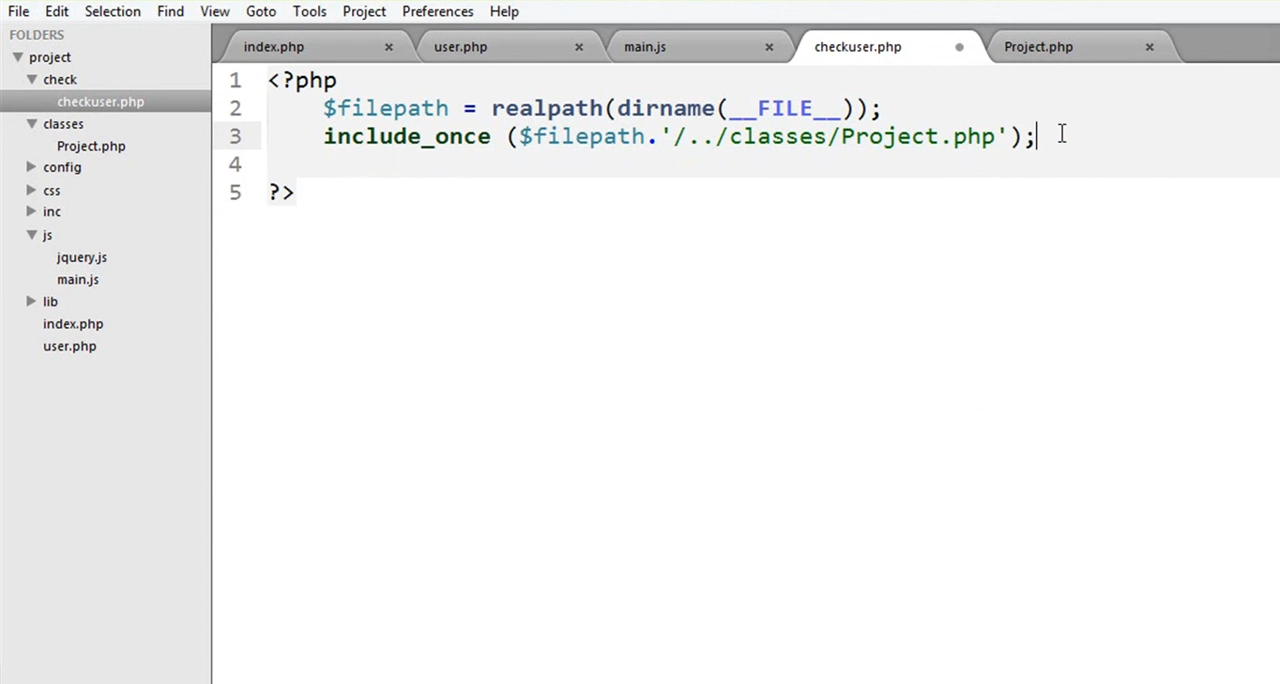 File Edit Selection Find View Goto Tools Project Preferences Help
FOLDERS
project
check
checkuser.php
classes
Project.php
config
css
inc
js
jquery.js
main.js
lib
index.php
user.php
index.php × user.php × main.js × checkuser.php Project.php ×
1 <?php
2 $filepath = realpath(dirname(__FILE__));
3 include_once ($filepath.'/../classes/Project.php');
4
5 ?>